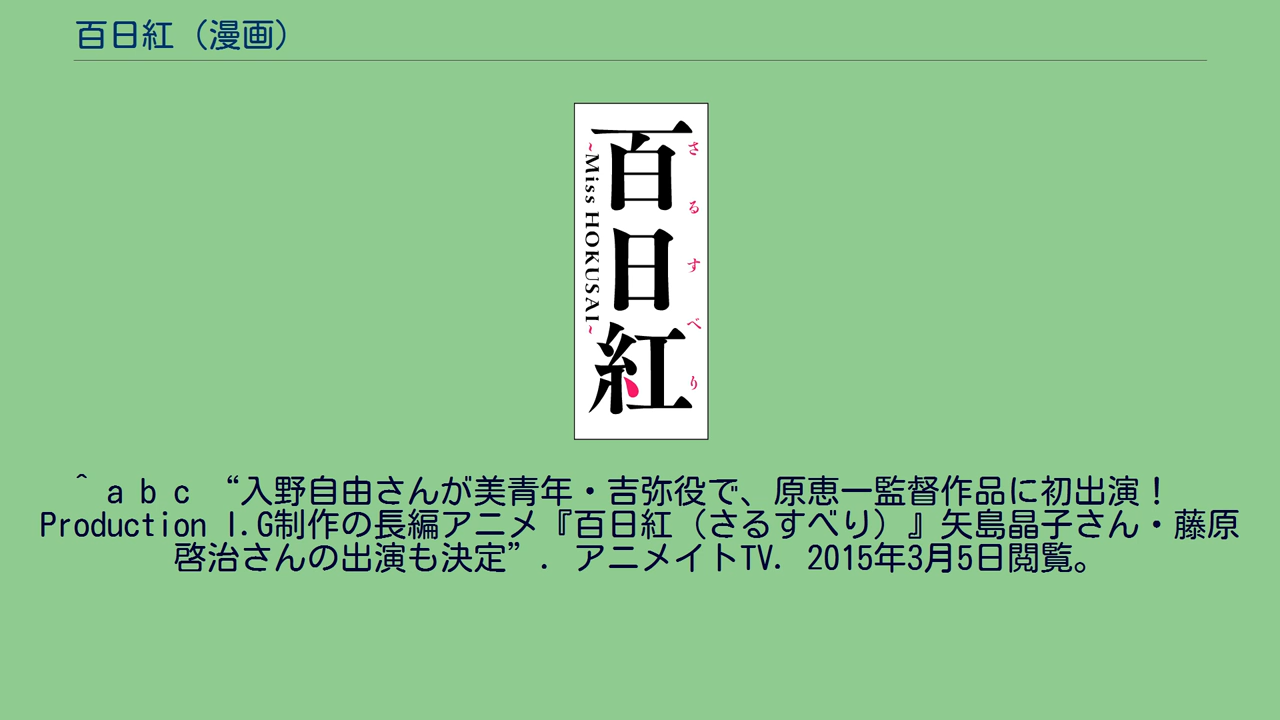 百日紅（漫画）
さるすべり
百日紅
~Miss HOKUSAI~
^ a b c “入野自由さんが美青年・吉弥役で、原恵一監督作品に初出演！
Production I.G制作の長編アニメ『百日紅（さるすべり）』矢島晶子さん・藤原
啓治さんの出演も決定”. アニメイトTV. 2015年3月5日閲覧。